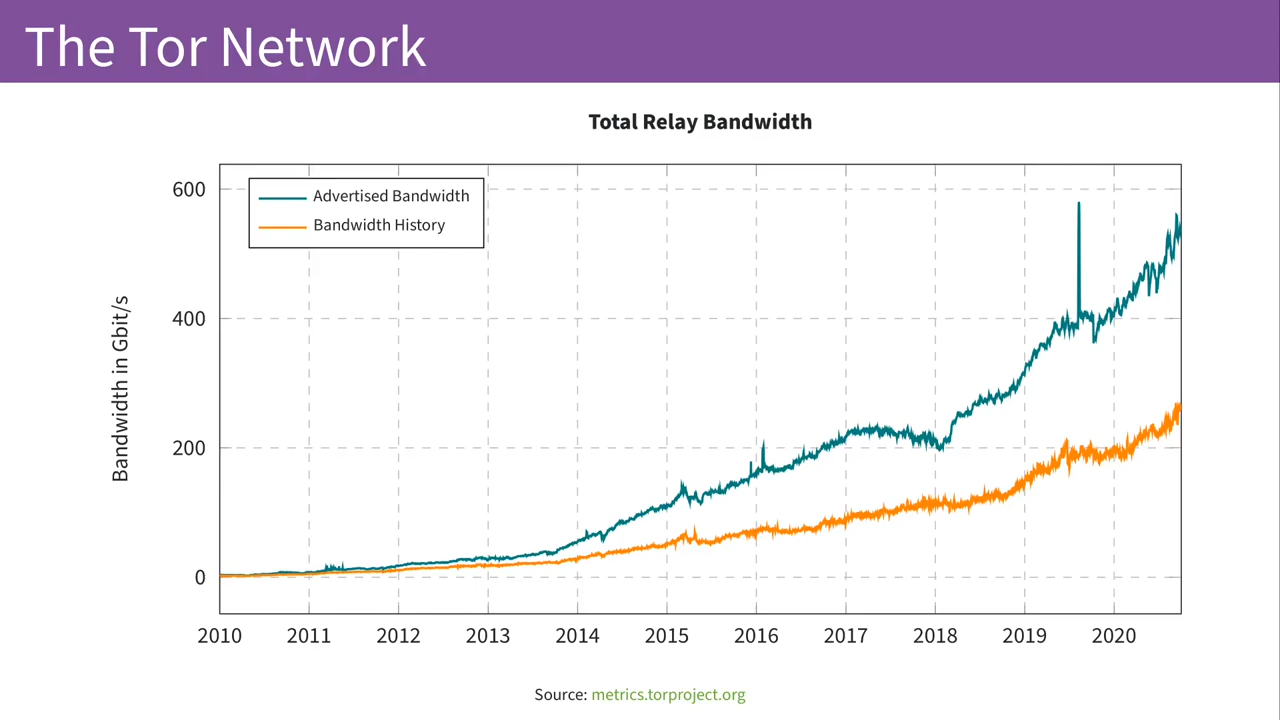 The Tor Network
Total Relay Bandwidth
Advertised Bandwidth
Bandwidth History
Bandwidth in Gbit/s
600
400
200
0
2010 2011 2012 2013 2014 2015 2016 2017 2018 2019 2020
Source: metrics.torproject.org